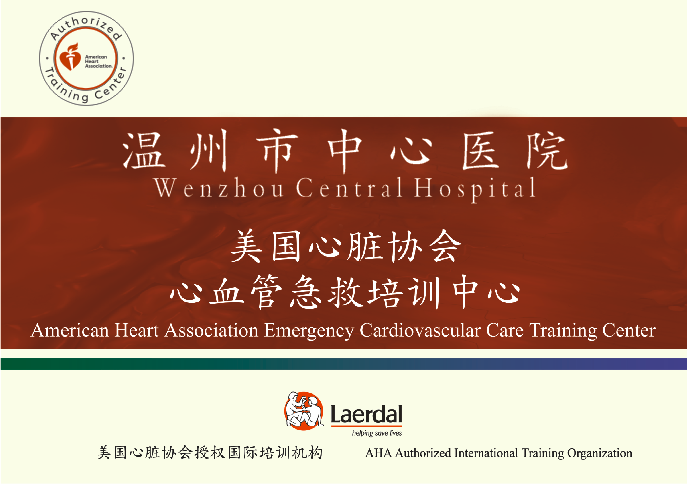 Authorized
American
Heart
Association
Training Center
温州市中心医院
Wenzhou Central Hospital
美国心脏协会
心血管急救培训中心
American Heart Association Emergency Cardiovascular Care Training Center
Laerdal
helping save lives
美国心脏协会授权国际培训机构 AHA Authorized International Training Organization